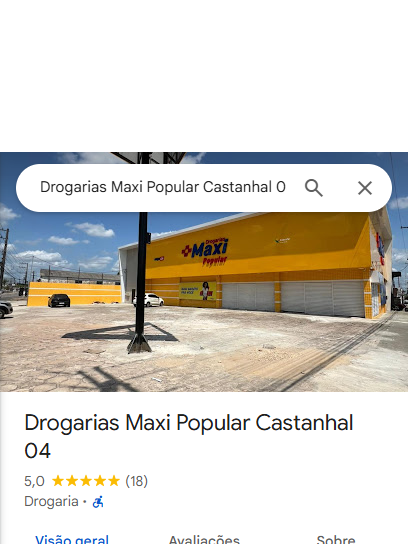 Drogarias Maxi Popular Castanhal 0
Drogarias
Maxi
Popular
Drogarias Maxi Popular Castanhal
04
5,0 (18)
Drogaria ·
Visão geral Avaliações Sobre